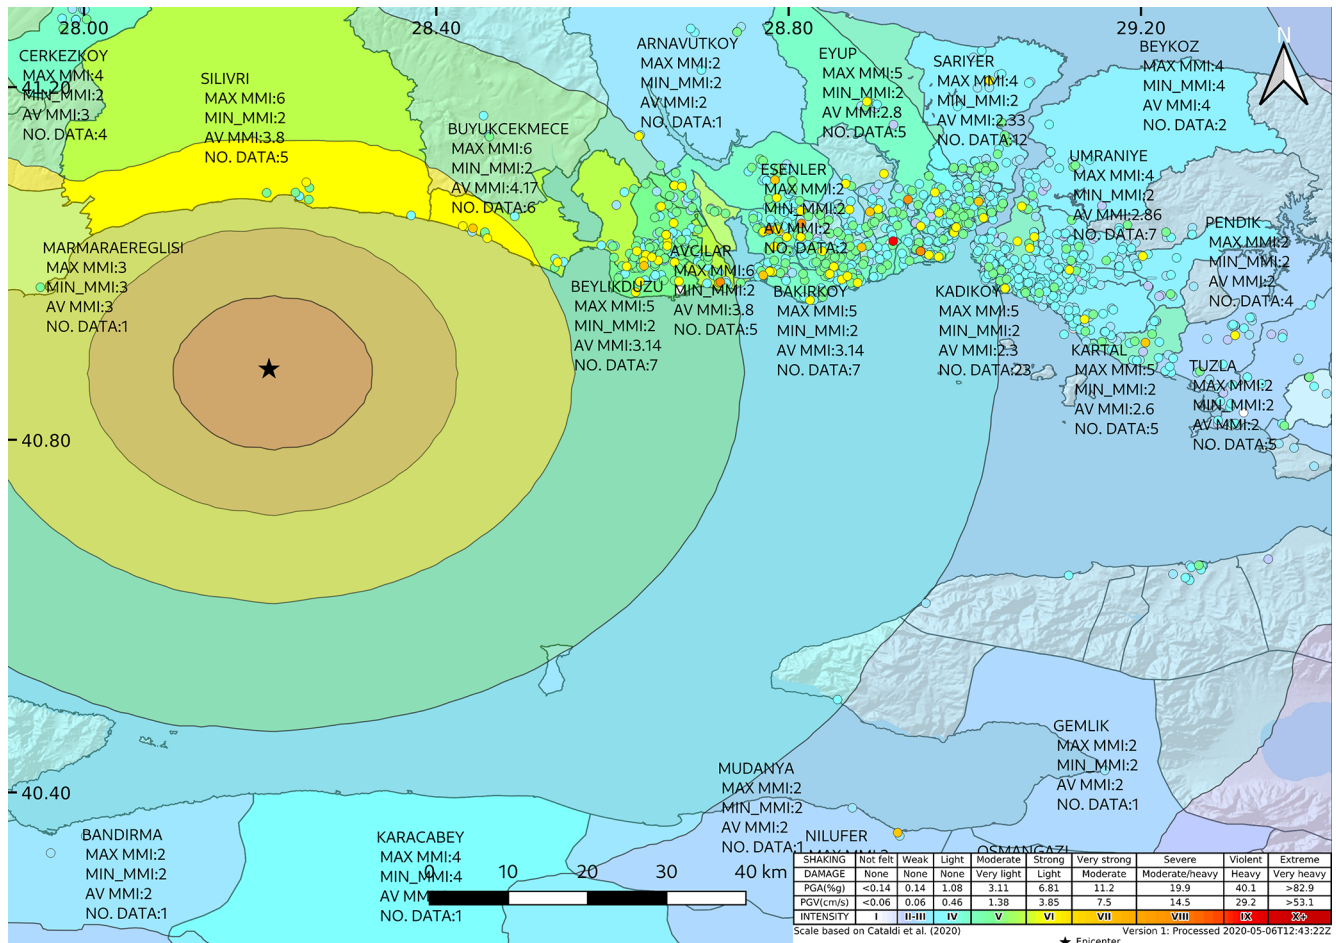 28.00
28.40
28.80
29.20
N
CERKEZKOY
MAX MMI:4
MIN_MMI:2
AV MMI:3
NO. DATA:4
41.20
SILIVRI
MAX MMI:6
MIN_MMI:2
AV MMI:3.8
NO. DATA:5
BUYUKCEKMECE
MAX MMI:6
MIN_MMI:2
AV MMI:4.17
NO. DATA:6
ARNAVUTKOY
MAX MMI:2
MIN_MMI:2
AV MMI:2
NO. DATA:1
EYUP
MAX MMI:5
MIN_MMI:2
AV MMI:2.8
NO. DATA:5
SARIYER
MAX MMI:4
MIN_MMI:2
AV MMI:2.33
NO. DATA:12
BEYKOZ
MAX MMI:4
MIN_MMI:4
AV MMI:4
NO. DATA:2
ESENLER
MAX MMI:2
MIN_MMI:2
AV MMI:2
NO. DATA:2
UMRANIYE
MAX MMI:4
MIN_MMI:2
AV MMI:2.86
NO. DATA:7
PENDIK
MAX MMI:2
MIN_MMI:2
AV MMI:2
NO. DATA:4
MARMARAEREGLISI
MAX MMI:3
MIN_MMI:3
AV MMI:3
NO. DATA:1
AVCILAR
MAX MMI:6
MIN_MMI:2
AV MMI:3.8
NO. DATA:5
BEYLIKDUZU
MAX MMI:5
MIN_MMI:2
AV MMI:3.14
NO. DATA:7
BAKIRKOY
MAX MMI:5
MIN_MMI:2
AV MMI:3.14
NO. DATA:7
KADIKOY
MAX MMI:5
MIN_MMI:2
AV MMI:2.3
NO. DATA:23
KARTAL
MAX MMI:5
MIN_MMI:2
AV MMI:2.6
NO. DATA:5
TUZLA
MAX MMI:2
MIN_MMI:2
AV MMI:2
NO. DATA:5
40.80
40.40
GEMLIK
MAX MMI:2
MIN_MMI:2
AV MMI:2
NO. DATA:1
MUDANYA
MAX MMI:2
MIN_MMI:2
AV MMI:2
NO. DATA:1
NILUFER
OSMANGAZI
BANDIRMA
MAX MMI:2
MIN_MMI:2
AV MMI:2
NO. DATA:1
KARACABEY
MAX MMI:4
MIN_MMI:4
AV MM
NO. DATA:1
0 10 20 30 40 km
SHAKING Not felt Weak Light Moderate Strong Very strong Severe Violent Extreme
DAMAGE None None None Very light Light Moderate Moderate/heavy Heavy Very heavy
PGA(%g) <0.14 0.14 1.08 3.11 6.81 11.2 19.9 40.1 >82.9
PGV(cm/s) <0.06 0.06 0.46 1.38 3.85 7.5 14.5 29.2 >53.1
INTENSITY I II-III IV V VI VII VIII IX X+
Scale based on Cataldi et al. (2020) Version 1: Processed 2020-05-06T12:43:22Z
Epicenter